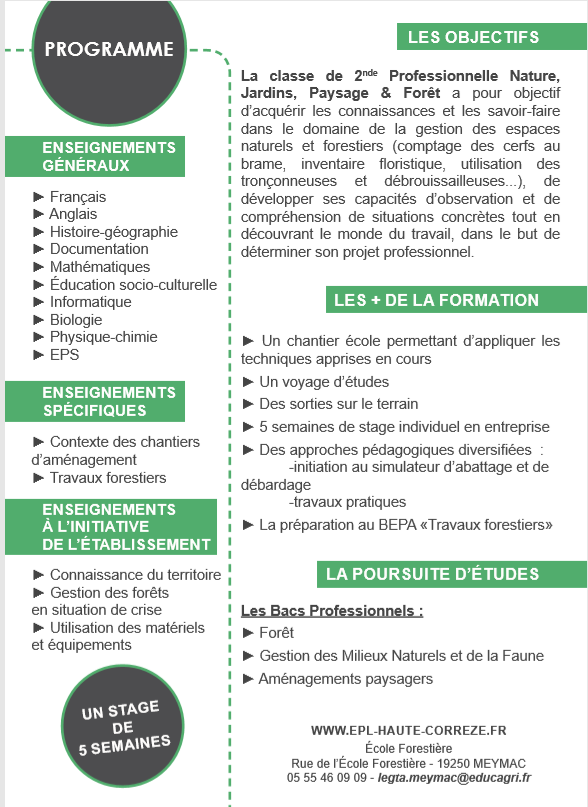 PROGRAMME
ENSEIGNEMENTS
GÉNÉRAUX
► Français
► Anglais
► Histoire-géographie
► Documentation
► Mathématiques
► Éducation socio-culturelle
► Informatique
► Biologie
► Physique-chimie
► EPS
ENSEIGNEMENTS
SPÉCIFIQUES
► Contexte des chantiers
d’aménagement
► Travaux forestiers
ENSEIGNEMENTS
À L’INITIATIVE
DE L’ÉTABLISSEMENT
► Connaissance du territoire
► Gestion des forêts
en situation de crise
► Utilisation des matériels
et équipements
UN STAGE
DE
5 SEMAINES
LES OBJECTIFS
La classe de 2nde Professionnelle Nature,
Jardins, Paysage & Forêt a pour objectif
d’acquérir les connaissances et les savoir-faire
dans le domaine de la gestion des espaces
naturels et forestiers (comptage des cerfs au
brame, inventaire floristique, utilisation des
tronçonneuses et débrouissailleuses...), de
développer ses capacités d’observation et de
compréhension de situations concrètes tout en
découvrant le monde du travail, dans le but de
déterminer son projet professionnel.
LES + DE LA FORMATION
► Un chantier école permettant d’appliquer les
techniques apprises en cours
► Un voyage d’études
► Des sorties sur le terrain
► 5 semaines de stage individuel en entreprise
► Des approches pédagogiques diversifiées :
-initiation au simulateur d’abattage et de
débardage
-travaux pratiques
► La préparation au BEPA «Travaux forestiers»
LA POURSUITE D’ÉTUDES
Les Bacs Professionnels :
► Forêt
► Gestion des Milieux Naturels et de la Faune
► Aménagements paysagers
WWW.EPL-HAUTE-CORREZE.FR
École Forestière
Rue de l’École Forestière - 19250 MEYMAC
05 55 46 09 09 - legta.meymac@educagri.fr